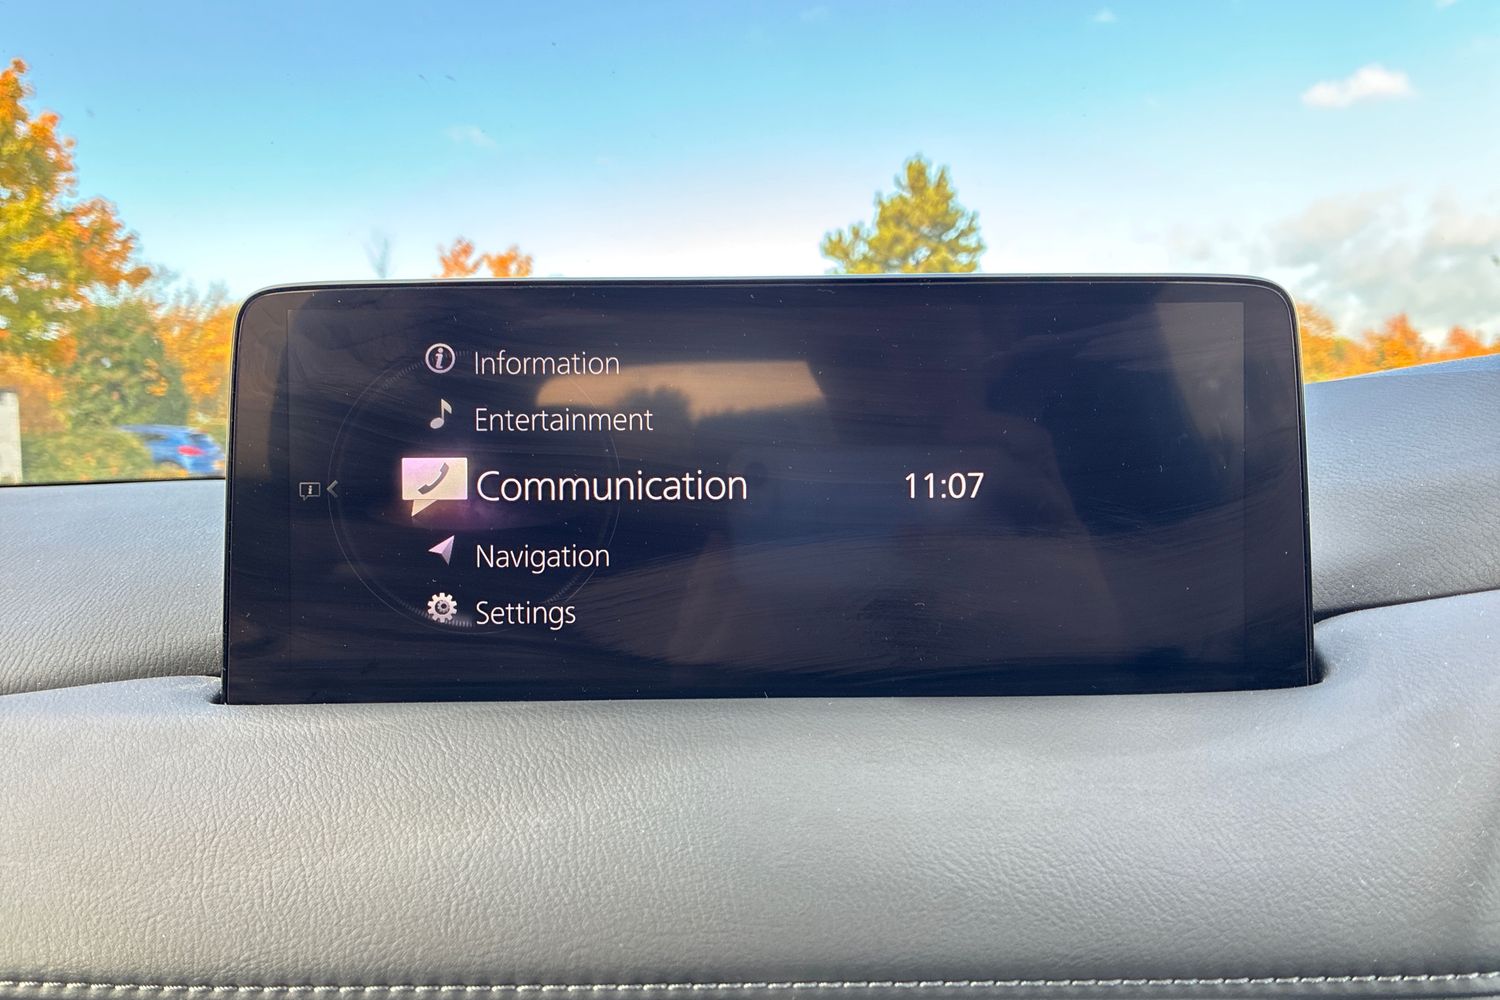 Information
Entertainment
Communication 11:07
Navigation
Settings